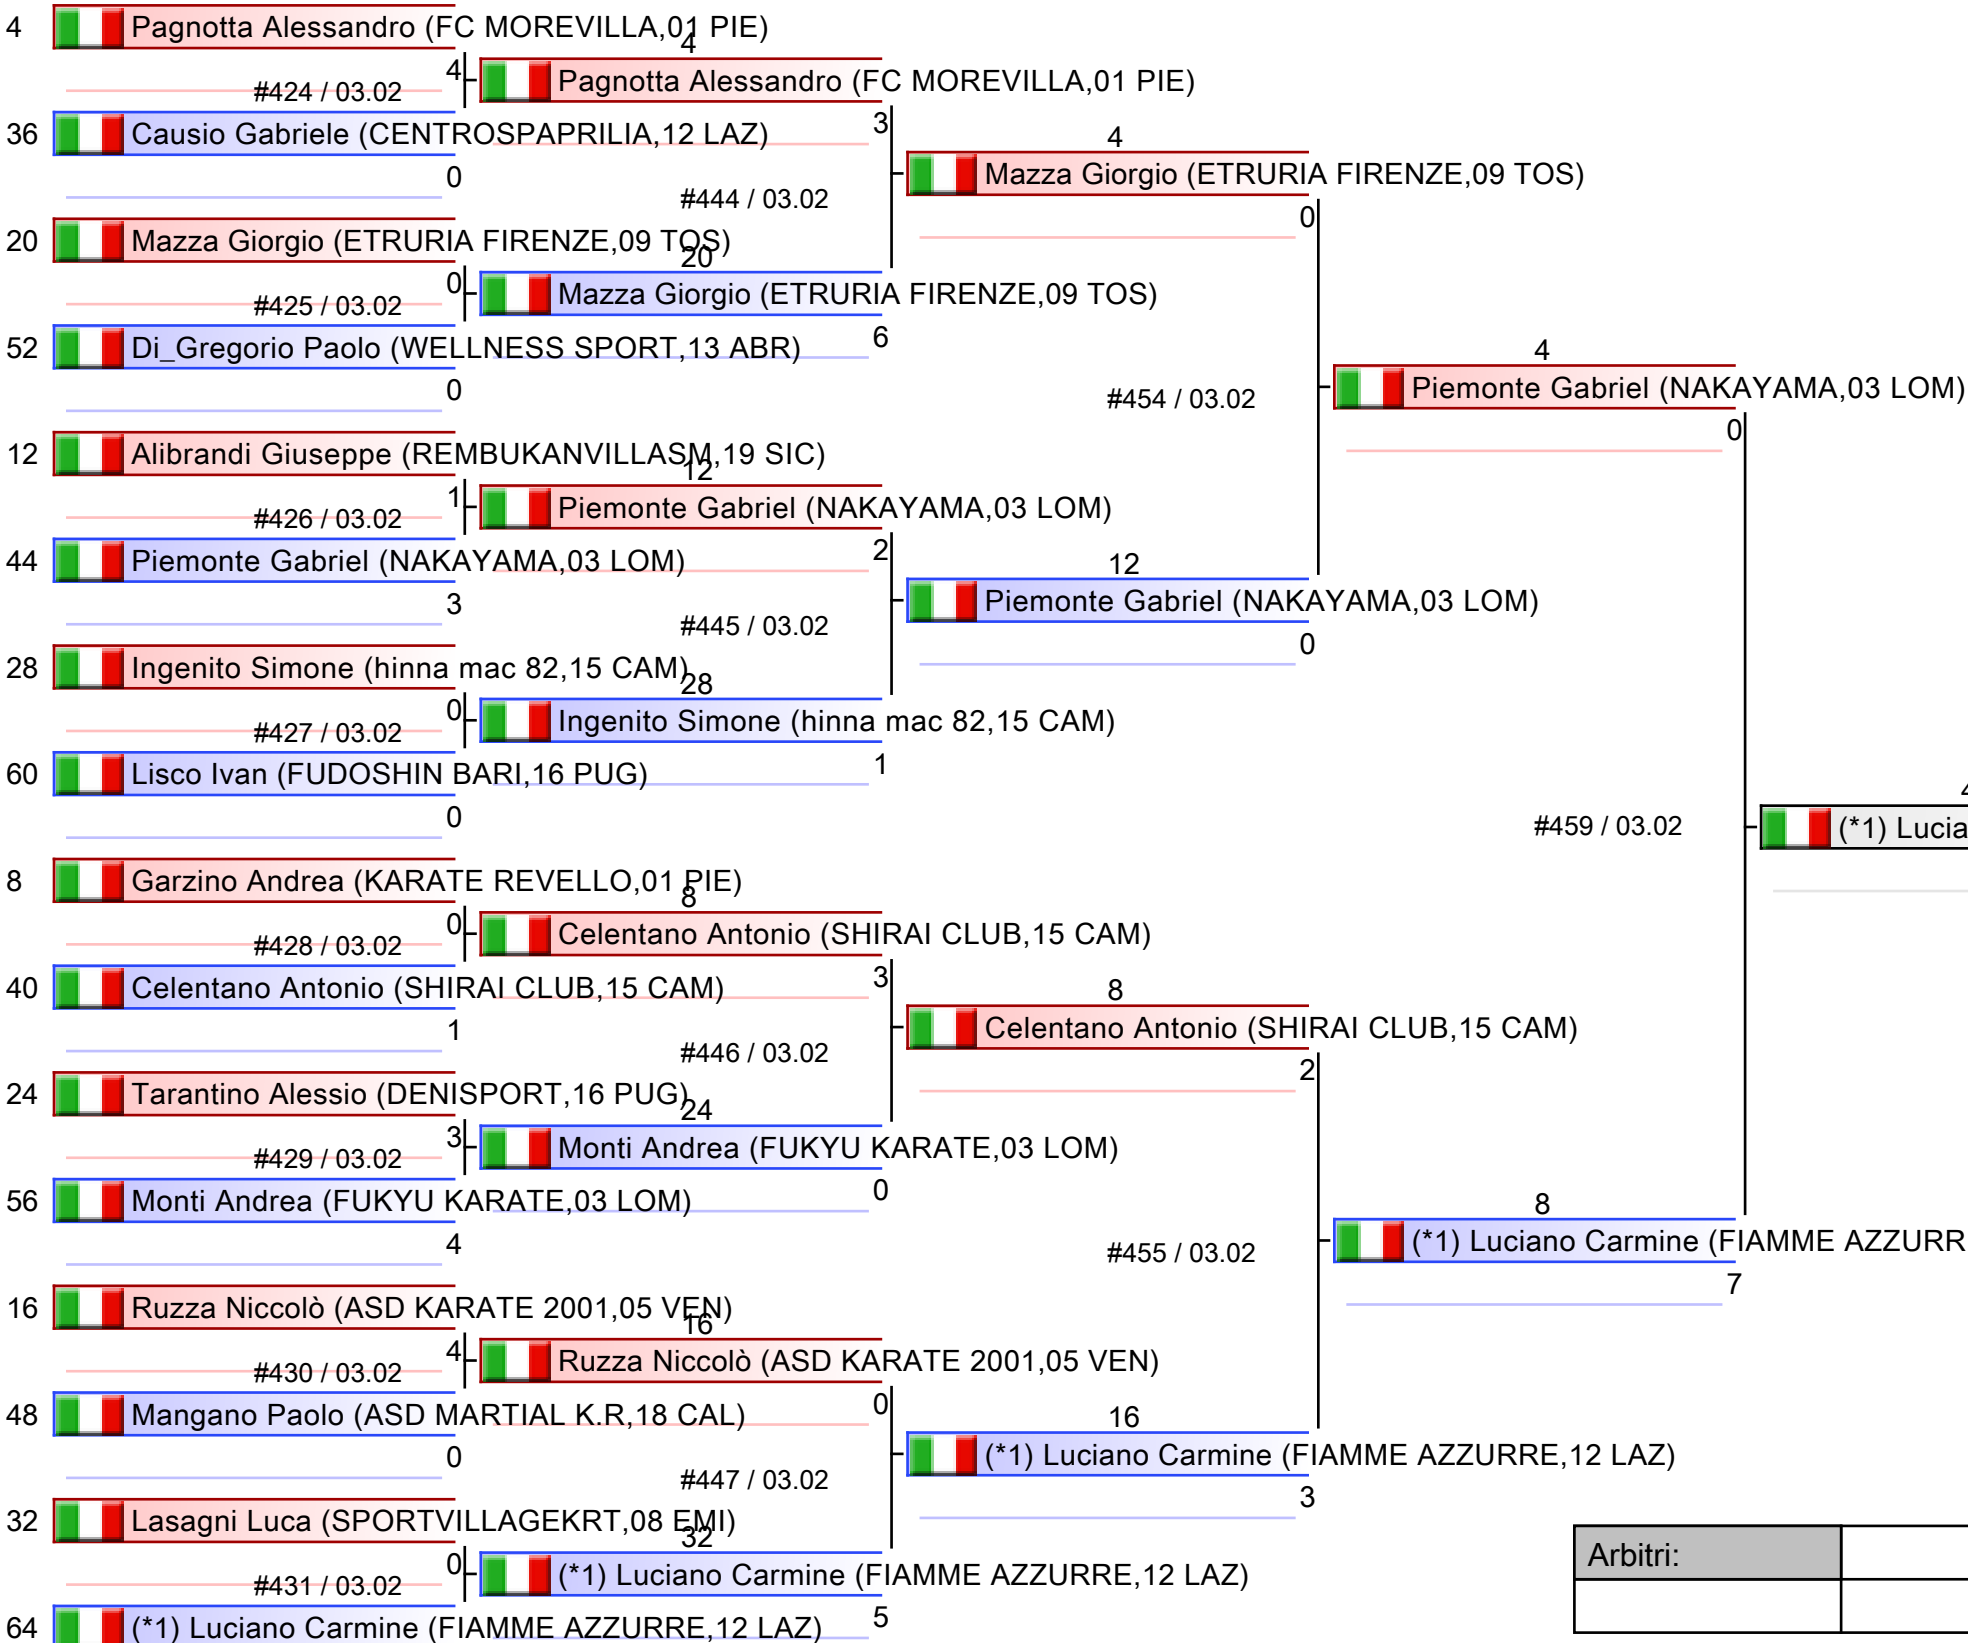 4 Pagnotta Alessandro (FC MOREVILLA,01 PIE)
4
4 Pagnotta Alessandro (FC MOREVILLA,01 PIE)
#424 / 03.02
36 Causio Gabriele (CENTROSPAPRILIA,12 LAZ)
3
4
Mazza Giorgio (ETRURIA FIRENZE,09 TOS)
0
#444 / 03.02
0
20 Mazza Giorgio (ETRURIA FIRENZE,09 TOS)
20
0 Mazza Giorgio (ETRURIA FIRENZE,09 TOS)
#425 / 03.02
6
52 Di_Gregorio Paolo (WELLNESS SPORT,13 ABR)
4
0
#454 / 03.02
Piemonte Gabriel (NAKAYAMA,03 LOM)
0
12 Alibrandi Giuseppe (REMBUKANVILLASM,19 SIC)
12
1 Piemonte Gabriel (NAKAYAMA,03 LOM)
#426 / 03.02
2
44 Piemonte Gabriel (NAKAYAMA,03 LOM)
12
3
Piemonte Gabriel (NAKAYAMA,03 LOM)
#445 / 03.02
0
28 Ingenito Simone (hinna mac 82,15 CAM)
28
0 Ingenito Simone (hinna mac 82,15 CAM)
#427 / 03.02
1
60 Lisco Ivan (FUDOSHIN BARI,16 PUG)
0
#459 / 03.02
(*1) Lucia
8 Garzino Andrea (KARATE REVELLO,01 PIE)
8
0 Celentano Antonio (SHIRAI CLUB,15 CAM)
#428 / 03.02
3
40 Celentano Antonio (SHIRAI CLUB,15 CAM)
8
1
Celentano Antonio (SHIRAI CLUB,15 CAM)
#446 / 03.02
2
24 Tarantino Alessio (DENISPORT,16 PUG)
24
3 Monti Andrea (FUKYU KARATE,03 LOM)
#429 / 03.02
0
56 Monti Andrea (FUKYU KARATE,03 LOM)
8
4
#455 / 03.02
(*1) Luciano Carmine (FIAMME AZZURR
7
16 Ruzza Niccolò (ASD KARATE 2001,05 VEN)
16
4 Ruzza Niccolò (ASD KARATE 2001,05 VEN)
#430 / 03.02
0
48 Mangano Paolo (ASD MARTIAL K.R,18 CAL)
16
0
(*1) Luciano Carmine (FIAMME AZZURRE,12 LAZ)
#447 / 03.02
3
32 Lasagni Luca (SPORTVILLAGEKRT,08 EMI)
32
0 (*1) Luciano Carmine (FIAMME AZZURRE,12 LAZ)
#431 / 03.02
5
64 (*1) Luciano Carmine (FIAMME AZZURRE,12 LAZ)
Arbitri: